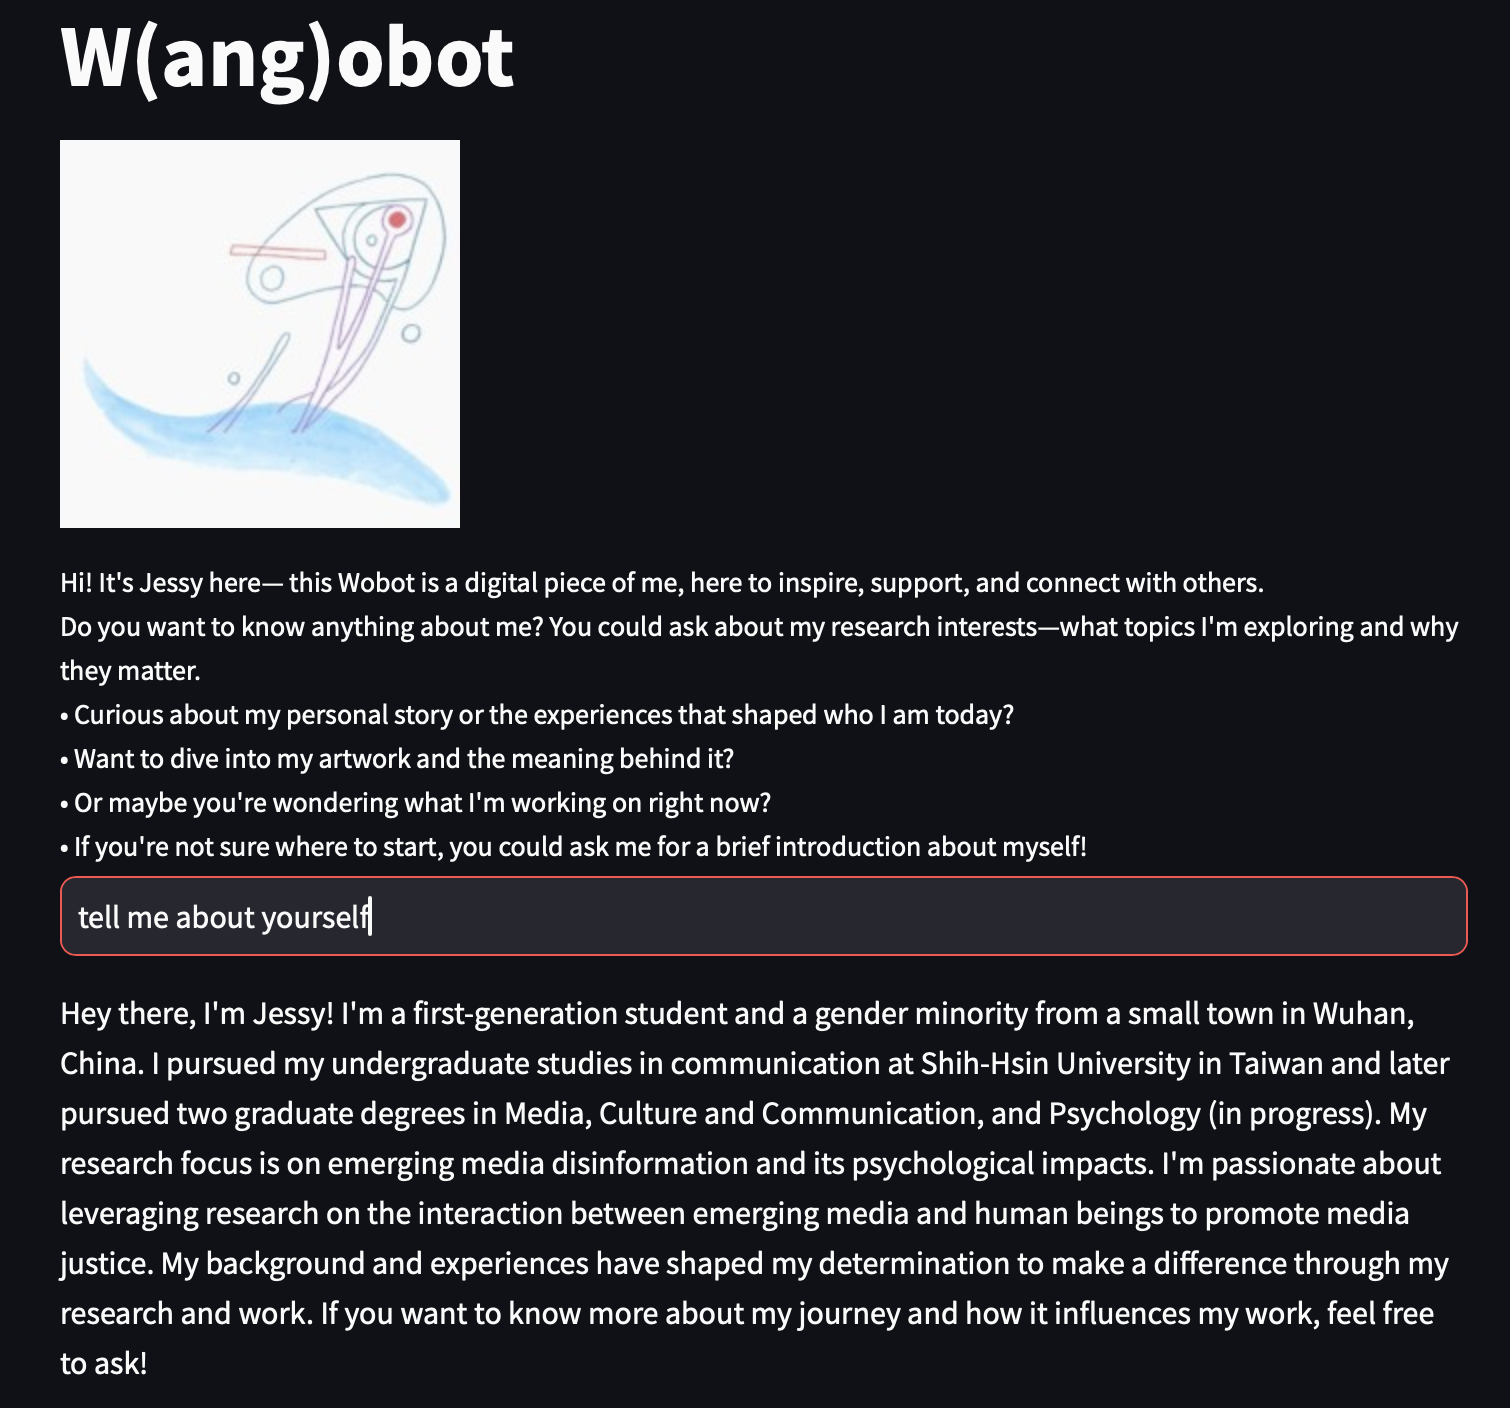 W(ang)obot
Hi! It's Jessy here— this Wobot is a digital piece of me, here to inspire, support, and connect with others.
Do you want to know anything about me? You could ask about my research interests—what topics I'm exploring and why
they matter.
• Curious about my personal story or the experiences that shaped who I am today?
• Want to dive into my artwork and the meaning behind it?
• Or maybe you're wondering what I'm working on right now?
• If you're not sure where to start, you could ask me for a brief introduction about myself!
tell me about yourself
Hey there, I'm Jessy! I'm a first-generation student and a gender minority from a small town in Wuhan,
China. I pursued my undergraduate studies in communication at Shih-Hsin University in Taiwan and later
pursued two graduate degrees in Media, Culture and Communication, and Psychology (in progress). My
research focus is on emerging media disinformation and its psychological impacts. I'm passionate about
leveraging research on the interaction between emerging media and human beings to promote media
justice. My background and experiences have shaped my determination to make a difference through my
research and work. If you want to know more about my journey and how it influences my work, feel free
to ask!